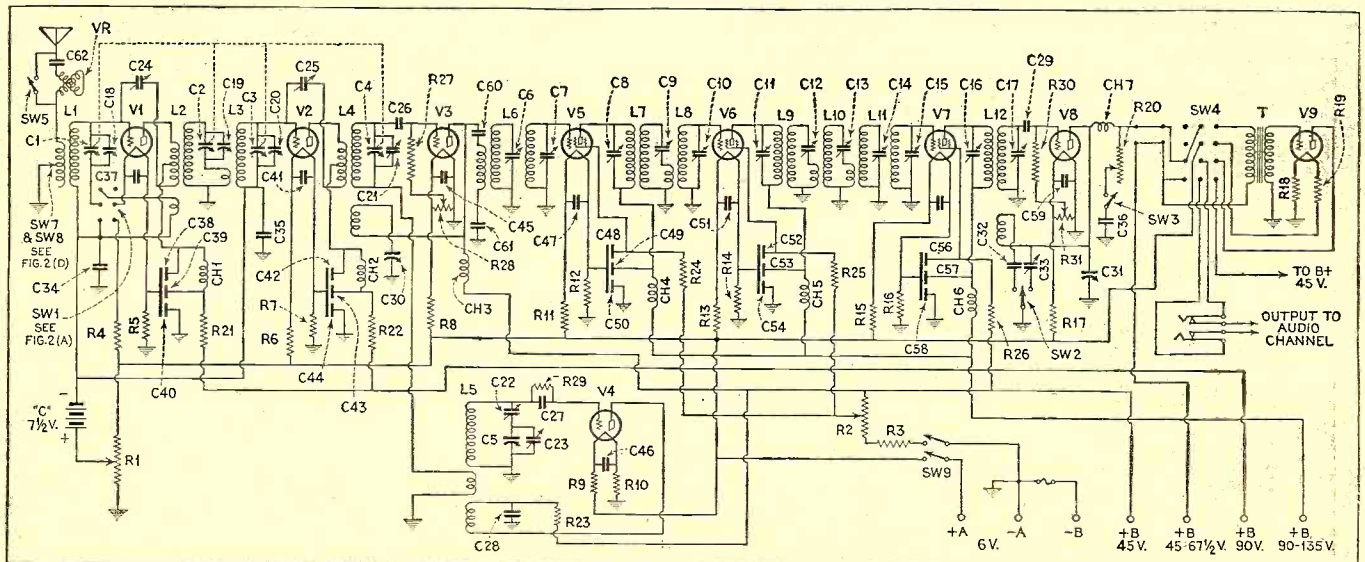 VR
C62
SW5
L1
C1
C18
C37
V1
C24
L2
C2
C19
L3
C3
C20
V2
C25
C41
C35
L4
C4
C26
C21
R27
V3
C45
R28
C30
CH3
C60
C61
L6
C6
C7
V5
C47
R12
C48
C49
C50
C8
L7
C9
L8
C10
V6
C51
CH4
R24
R14
R13
C52
C53
C54
C11
L9
C12
L10
C13
L11
C14
C15
V7
CH5
R25
R15
R16
C56
C57
C58
CH6
R26
C16
C17
L12
C29
R30
V8
C59
C32
C33
SW2
R31
R17
C31
CH7
R20
SW3
C36
SW4
T
V9
R18
R19
TO B+
45 V.
OUTPUT TO
AUDIO
CHANNEL
SW7
& SW8
SEE
FIG.2 (D)
C34
SW1
SEE
FIG.2(A)
R4
R5
C38
C39
C40
CH1
R21
R7
R6
C42
C43
C44
CH2
R22
R8
R11
"C"
7½V.
-
+
R1
L5
C22
C5
C23
R29
C27
V4
C46
R9
R10
C28
R23
R2
R3
SW9
+A
-A
-B
6 V.
+B
45 V.
+B
45-67½V.
+B
90V.
+B
90-135V.